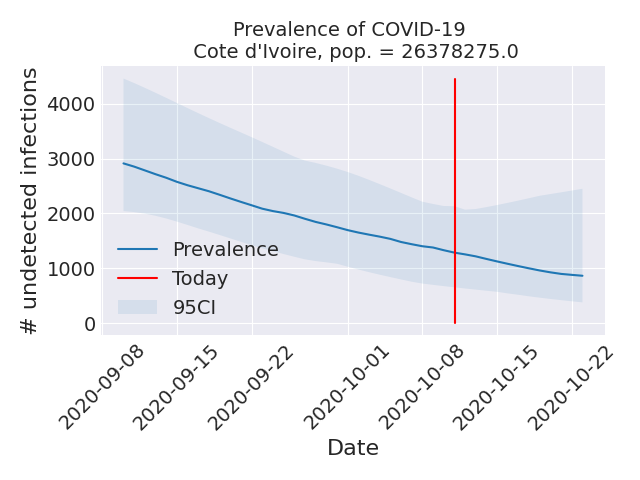 Prevalence of COVID-19
Cote d'Ivoire, pop. = 26378275.0
# undetected infections
4000
3000
2000
1000
0
Prevalence
Today
95CI
2020-09-08
2020-09-15
2020-09-22
2020-10-01
2020-10-08
2020-10-15
2020-10-22
Date